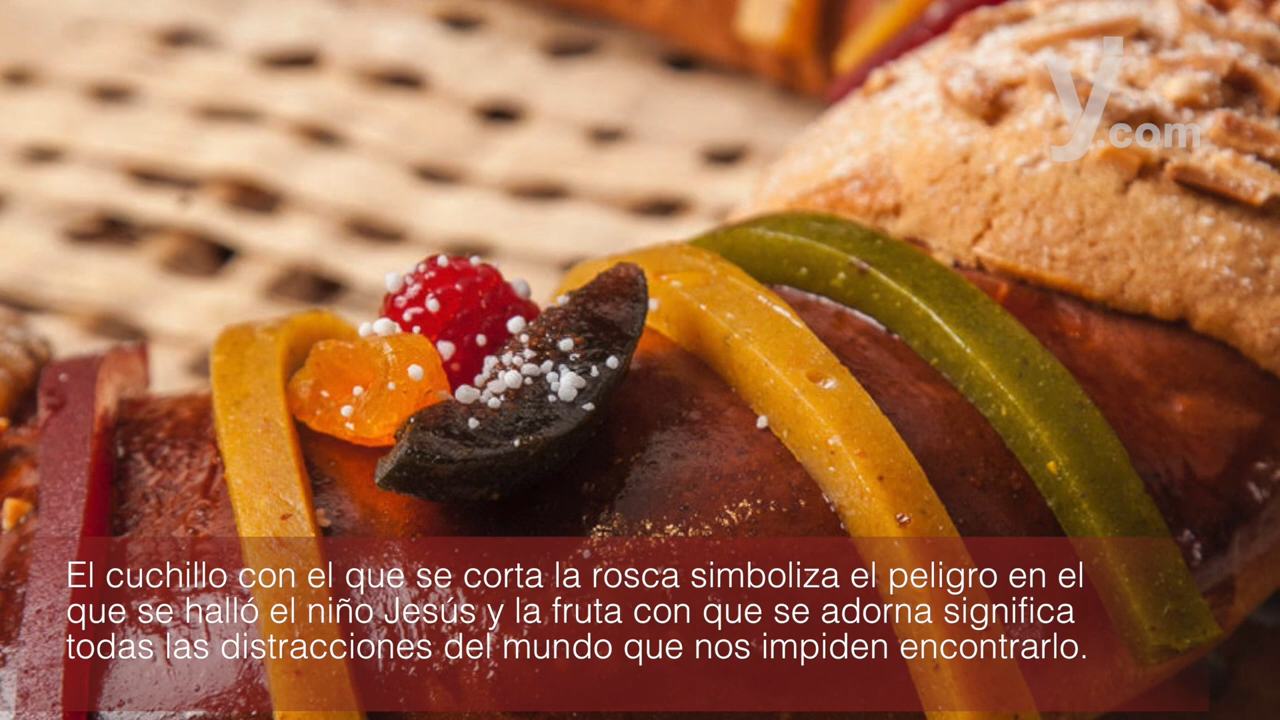 y.com
El cuchillo con el que se corta la rosca simboliza el peligro en el
que se halló el niño Jesús y la fruta con que se adorna significa
todas las distracciones del mundo que nos impiden encontrarlo.